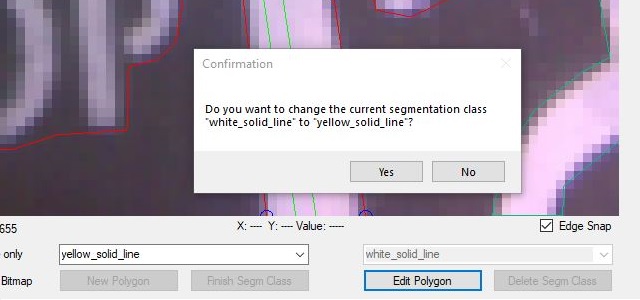 Confirmation
Do you want to change the current segmentation class
"white_solid_line" to "yellow_solid_line"?
Yes No
655 X: ---- Y: ---- Value: ----- Edge Snap
only yellow_solid_line white_solid_line
Bitmap New Polygon Finish Segm Class Edit Polygon Delete Segm Class